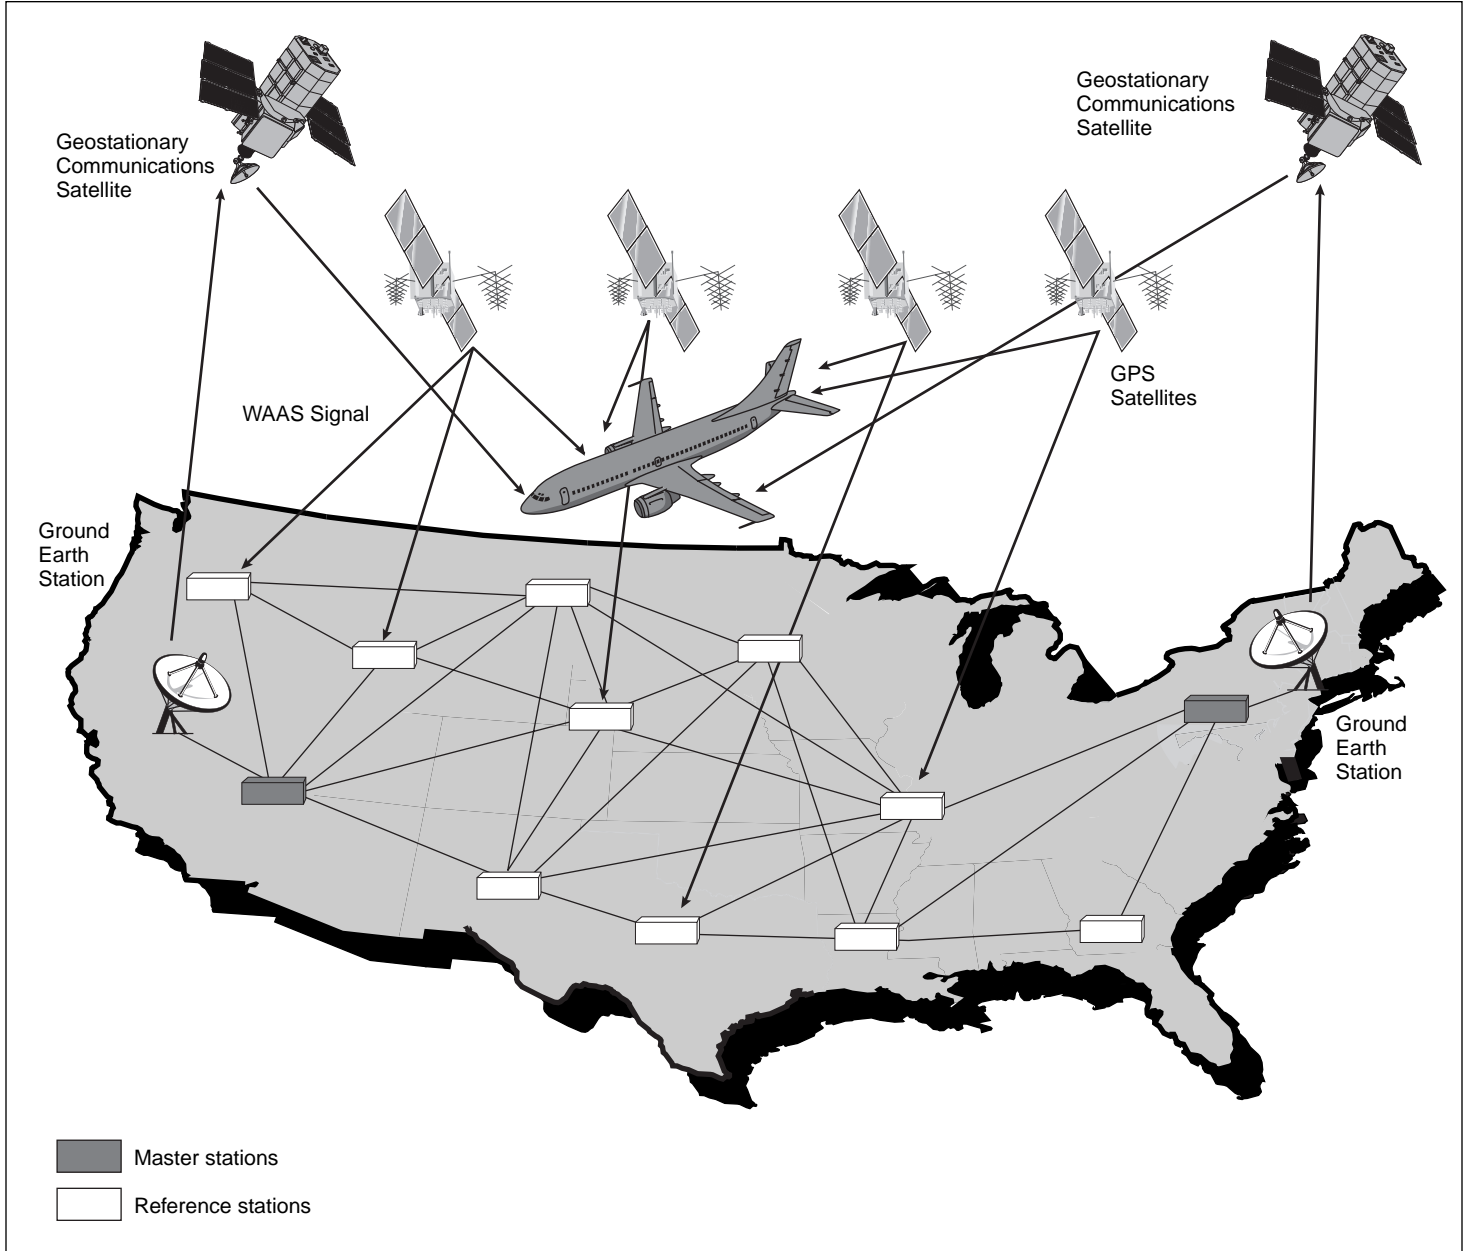 Geostationary
Communications
Satellite
Geostationary
Communications
Satellite
GPS
Satellites
WAAS Signal
Ground
Earth
Station
Ground
Earth
Station
Master stations
Reference stations